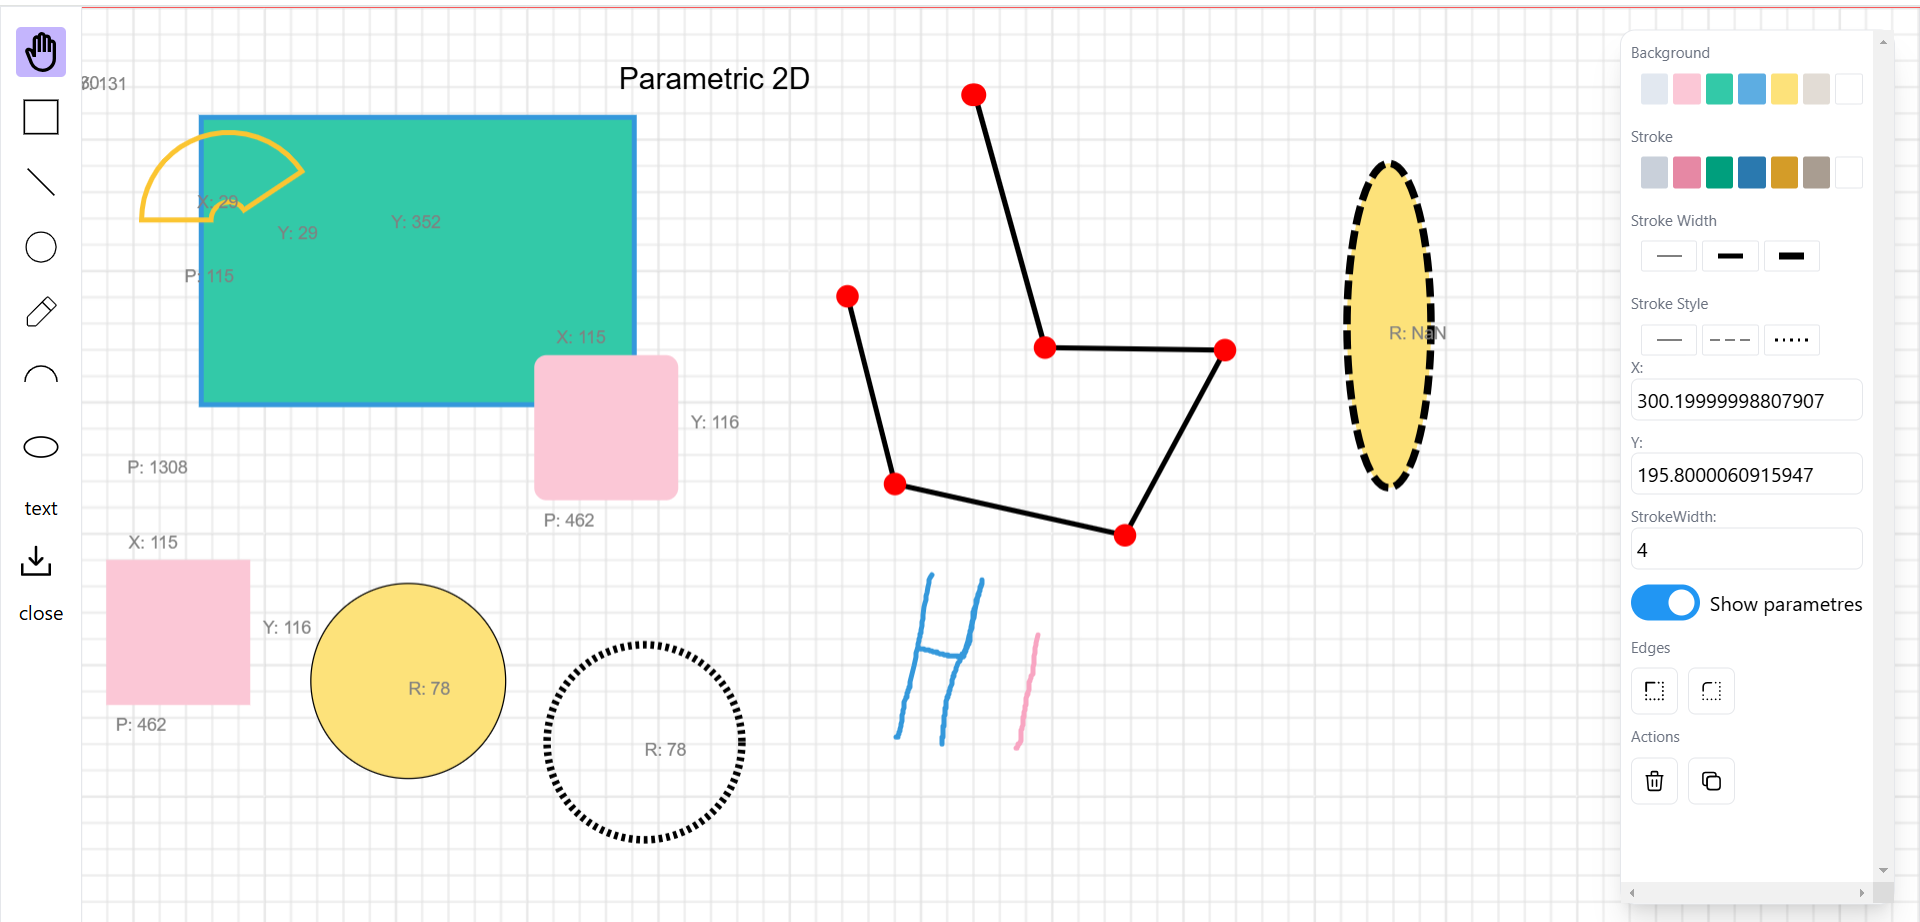 Parametric 2D
131
X: 29
Y: 29
Y: 352
P: 115
X: 115
Y: 116
P: 1308
P: 462
X: 115
Y: 116
P: 462
R: 78
R: 78
R: NaN
text
close
Background
Stroke
Stroke Width
Stroke Style
X:
300.19999998807907
Y:
195.8000060915947
StrokeWidth:
4
Show parametres
Edges
Actions